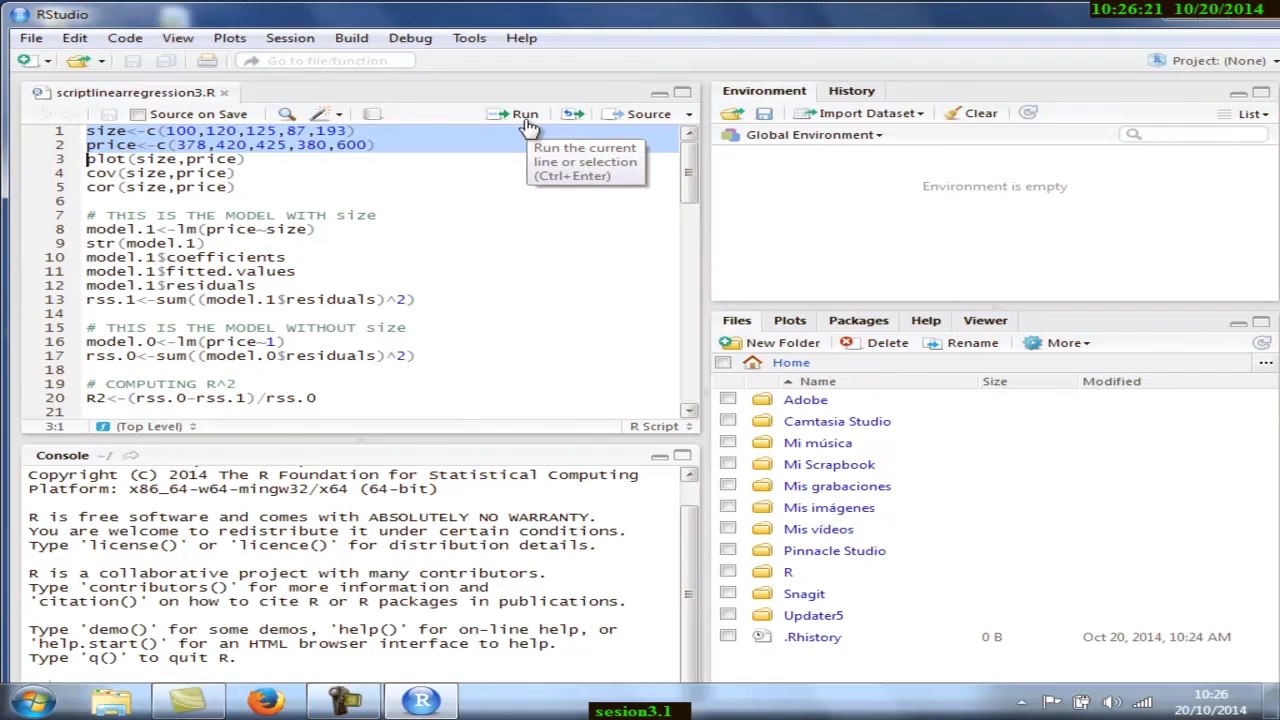 RStudio
10:26:21 10/20/2014
File Edit Code View Plots Session Build Debug Tools Help
Go to file/function
Project: (None)
scriptlinearregression3.R
Source on Save
Run
Source
1 size<-c(100,120,125,87,193)
2 price<-c(378,420,425,380,600)
3 plot(size,price)
4 cov(size,price)
5 cor(size,price)
6
7 # THIS IS THE MODEL WITH size
8 model.1<-lm(price~size)
9 str(model.1)
10 model.1$coefficients
11 model.1$fitted.values
12 model.1$residuals
13 rss.1<-sum((model.1$residuals)^2)
14
15 # THIS IS THE MODEL WITHOUT size
16 model.0<-lm(price~1)
17 rss.0<-sum((model.0$residuals)^2)
18
19 # COMPUTING R^2
20 R2<-(rss.0-rss.1)/rss.0
21
Run the current
line or selection
(Ctrl+Enter)
3:1 (Top Level) R Script
Console ~/
Copyright (C) 2014 The R Foundation for Statistical Computing
Platform: x86_64-w64-mingw32/x64 (64-bit)
R is free software and comes with ABSOLUTELY NO WARRANTY.
You are welcome to redistribute it under certain conditions.
Type 'license()' or 'licence()' for distribution details.
R is a collaborative project with many contributors.
Type 'contributors()' for more information and
'citation()' on how to cite R or R packages in publications.
Type 'demo()' for some demos, 'help()' for on-line help, or
'help.start()' for an HTML browser interface to help.
Type 'q()' to quit R.
Environment History
Import Dataset Clear List
Global Environment
Environment is empty
Files Plots Packages Help Viewer
New Folder Delete Rename More
Home
Name Size Modified
Adobe
Camtasia Studio
Mi música
Mi Scrapbook
Mis grabaciones
Mis imágenes
Mis vídeos
Pinnacle Studio
R
Snagit
Updater5
.Rhistory 0 B Oct 20, 2014, 10:24 AM
10:26
20/10/2014
sesion3.1